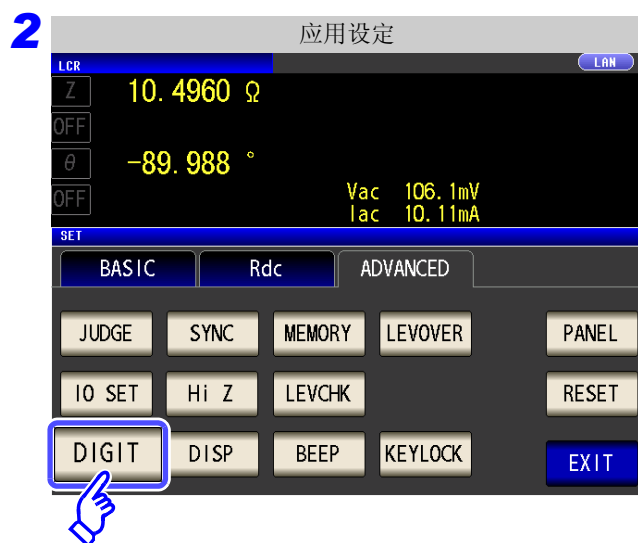 2
应用设定
LCR
LAN
Z 10.4960 Ω
OFF
θ -89.988 °
OFF
Vac 106.1mV
Iac 10.11mA
SET
BASIC Rdc ADVANCED
JUDGE SYNC MEMORY LEVOVER PANEL
IO SET Hi Z LEVCHK RESET
DIGIT DISP BEEP KEYLOCK EXIT